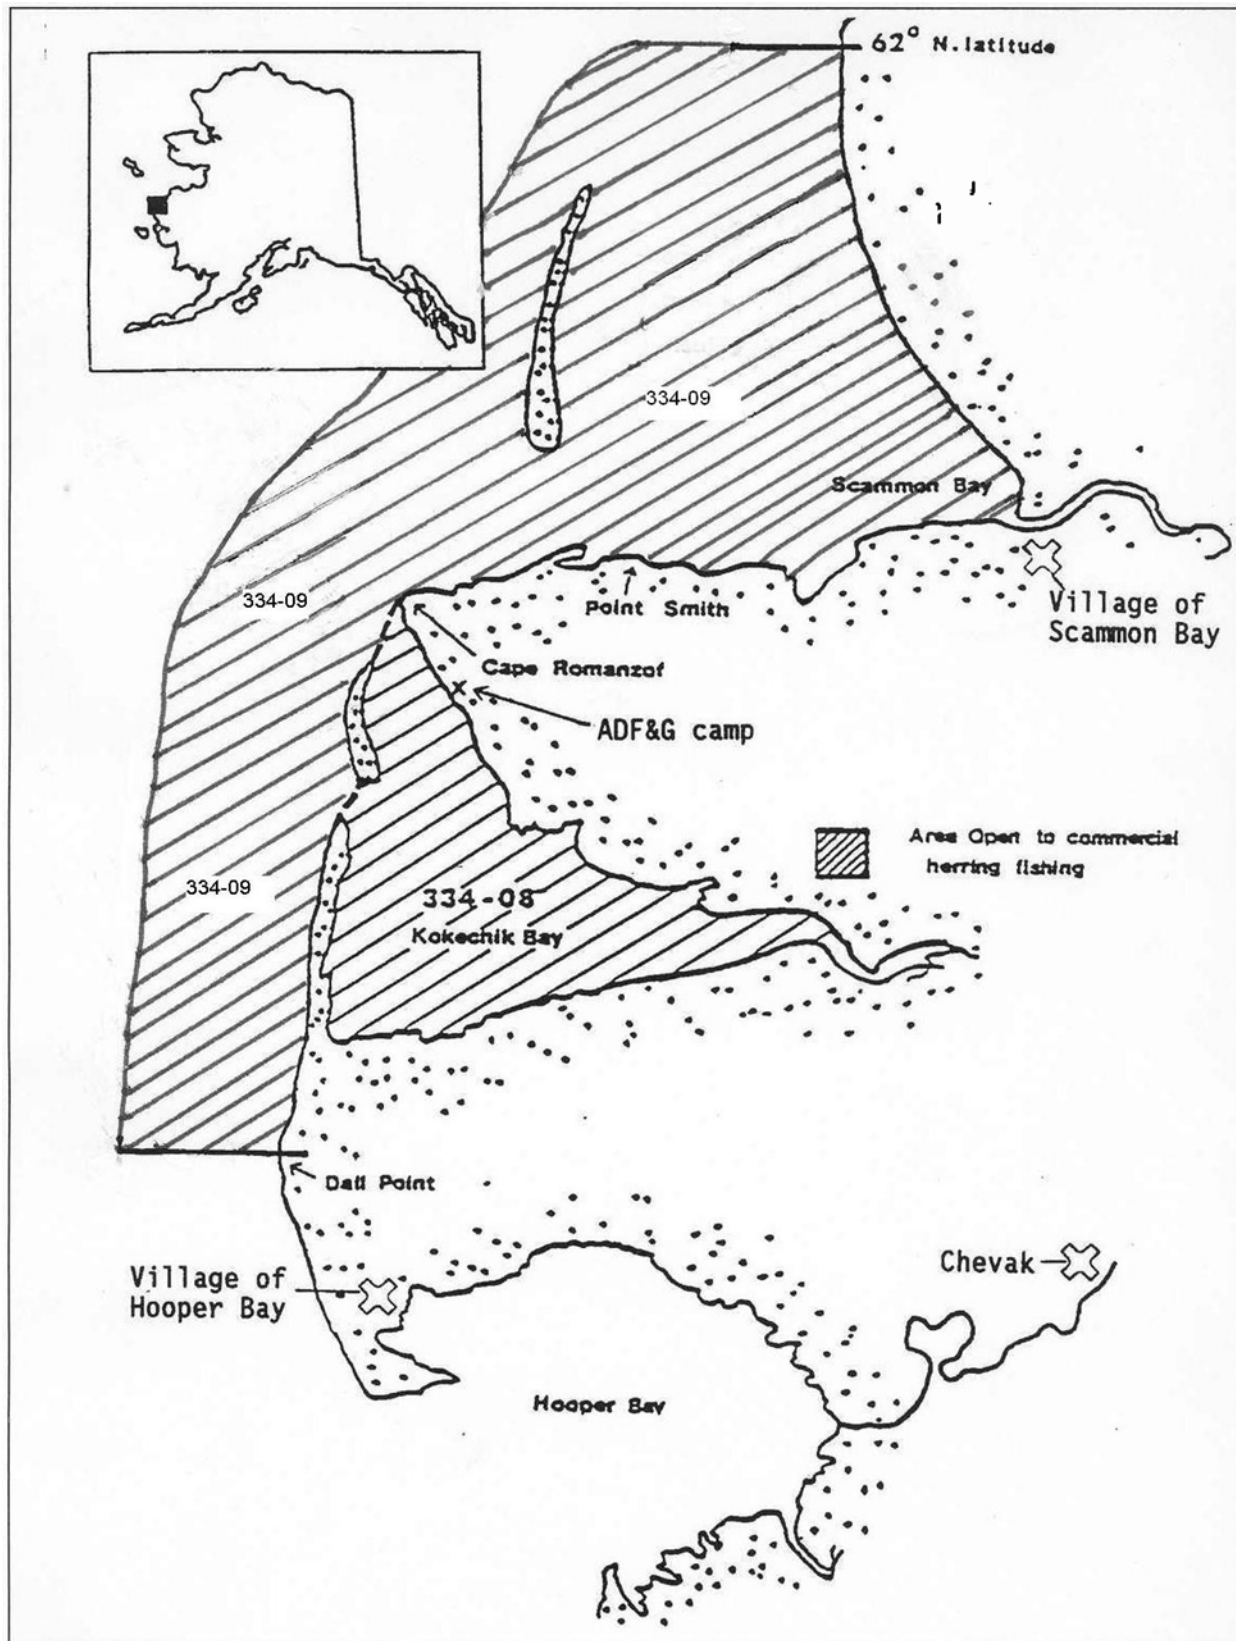 62° N. latitude
334-09
Scammon Bay
334-09
Point Smith
Village of
Scammon Bay
Cape Romanzof
ADF&G camp
Area Open to commercial
herring fishing
334-09
334-08
Kokechik Bay
Dall Point
Village of
Hooper Bay
Chevak
Hooper Bay